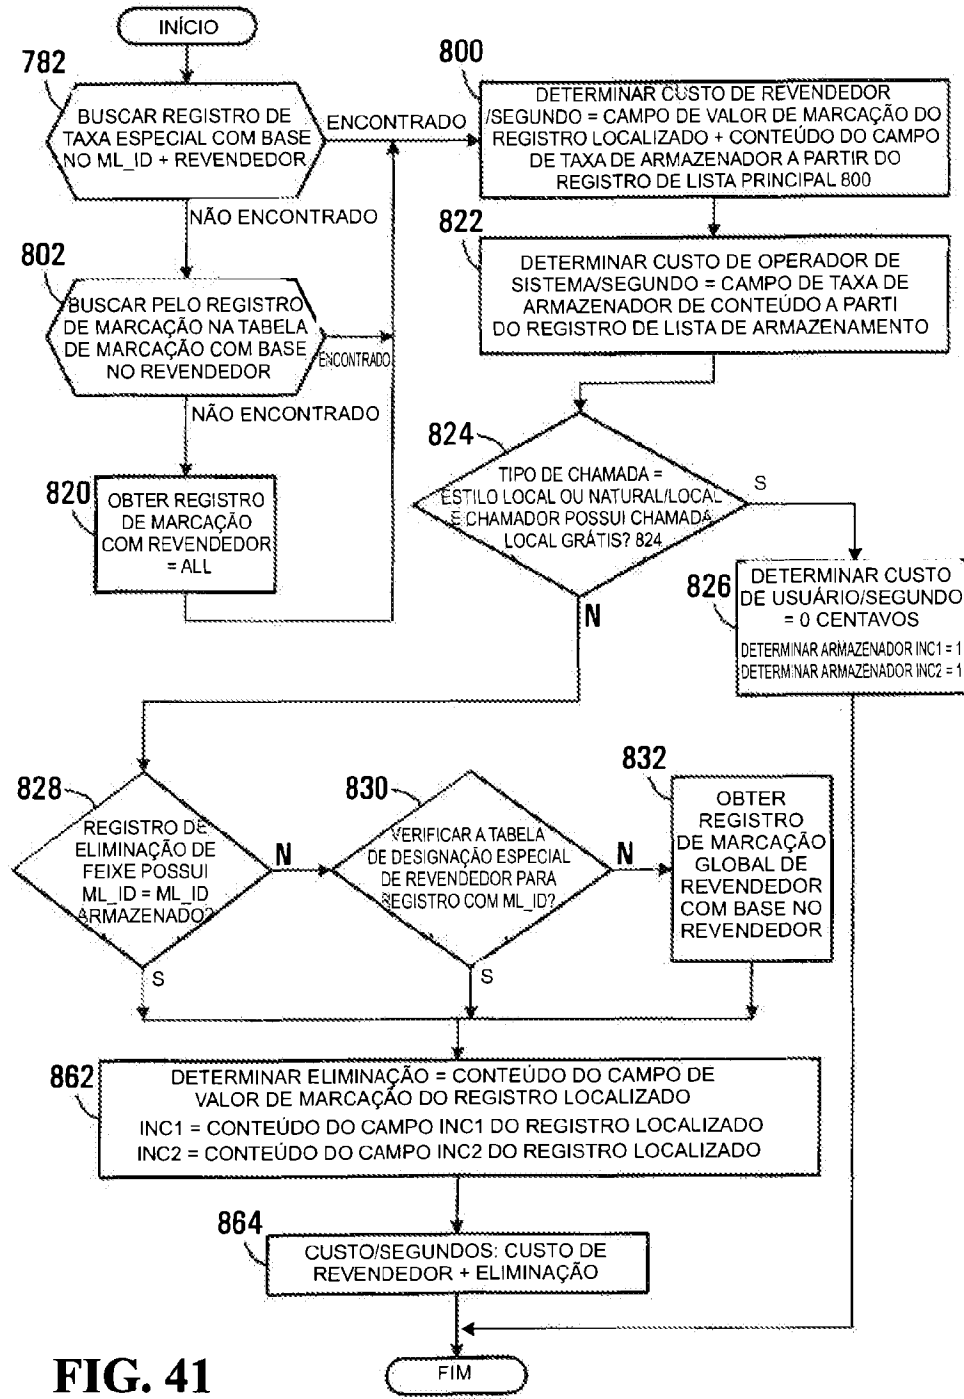 INÍCIO
782
BUSCAR REGISTRO DE
TAXA ESPECIAL COM BASE
NO ML_ID + REVENDEDOR
ENCONTRADO
NÃO ENCONTRADO
800
DETERMINAR CUSTO DE REVENDEDOR
/SEGUNDO = CAMPO DE VALOR DE MARCAÇÃO DO
REGISTRO LOCALIZADO + CONTEÚDO DO CAMPO
DE TAXA DE ARMAZENADOR A PARTIR DO
REGISTRO DE LISTA PRINCIPAL 800
802
BUSCAR PELO REGISTRO
DE MARCAÇÃO NA TABELA
DE MARCAÇÃO COM BASE
NO REVENDEDOR
ENCONTRADO
NÃO ENCONTRADO
822
DETERMINAR CUSTO DE OPERADOR DE
SISTEMA/SEGUNDO = CAMPO DE TAXA DE
ARMAZENADOR DE CONTEÚDO A PARTI
DO REGISTRO DE LISTA DE ARMAZENAMENTO
820
OBTER REGISTRO
DE MARCAÇÃO
COM REVENDEDOR
= ALL
824
TIPO DE CHAMADA =
ESTILO LOCAL OU NATURAL/LOCAL
E CHAMADOR POSSUI CHAMADA
LOCAL GRÁTIS? 824
S
N
826
DETERMINAR CUSTO
DE USUÁRIO/SEGUNDO
= 0 CENTAVOS
DETERMINAR ARMAZENADOR INC1 = 1
DETERMINAR ARMAZENADOR INC2 = 1
828
REGISTRO DE
ELIMINAÇÃO DE
FEIXE POSSUI
ML_ID = ML_ID
ARMAZENADO?
N
S
830
VERIFICAR A TABELA
DE DESIGNAÇÃO ESPECIAL
DE REVENDEDOR PARA
REGISTRO COM ML_ID?
N
S
832
OBTER
REGISTRO
DE MARCAÇÃO
GLOBAL DE
REVENDEDOR
COM BASE NO
REVENDEDOR
862
DETERMINAR ELIMINAÇÃO = CONTEÚDO DO CAMPO DE
VALOR DE MARCAÇÃO DO REGISTRO LOCALIZADO
INC1 = CONTEÚDO DO CAMPO INC1 DO REGISTRO LOCALIZADO
INC2 = CONTEÚDO DO CAMPO INC2 DO REGISTRO LOCALIZADO
864
CUSTO/SEGUNDOS: CUSTO DE
REVENDEDOR + ELIMINAÇÃO
FIM
FIG. 41